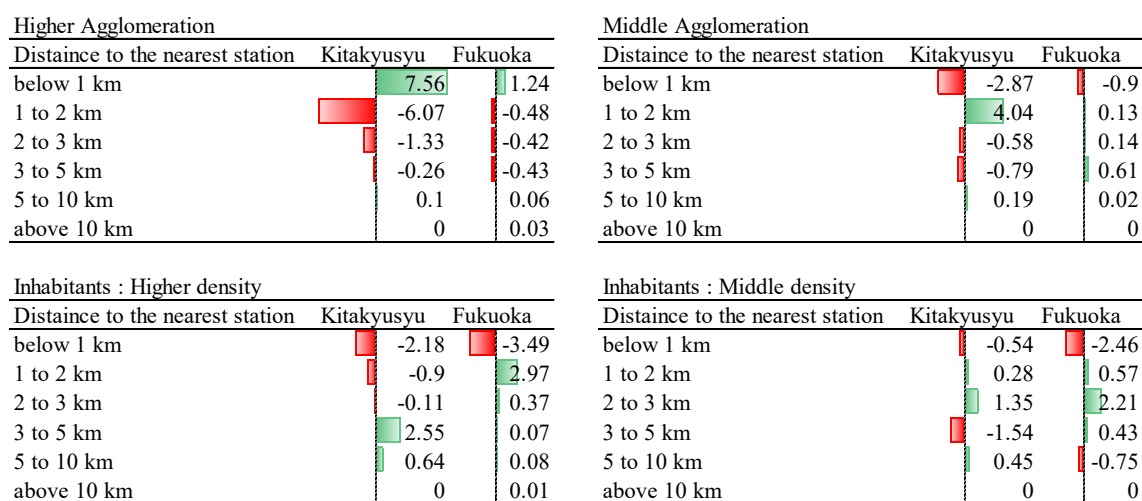 Higher Agglomeration
Distaince to the nearest station Kitakyusyu Fukuoka
below 1 km 7.56 1.24
1 to 2 km -6.07 -0.48
2 to 3 km -1.33 -0.42
3 to 5 km -0.26 -0.43
5 to 10 km 0.1 0.06
above 10 km 0 0.03
Middle Agglomeration
Distaince to the nearest station Kitakyusyu Fukuoka
below 1 km -2.87 -0.9
1 to 2 km 4.04 0.13
2 to 3 km -0.58 0.14
3 to 5 km -0.79 0.61
5 to 10 km 0.19 0.02
above 10 km 0 0
Inhabitants : Higher density
Distaince to the nearest station Kitakyusyu Fukuoka
below 1 km -2.18 -3.49
1 to 2 km -0.9 2.97
2 to 3 km -0.11 0.37
3 to 5 km 2.55 0.07
5 to 10 km 0.64 0.08
above 10 km 0 0.01
Inhabitants : Middle density
Distaince to the nearest station Kitakyusyu Fukuoka
below 1 km -0.54 -2.46
1 to 2 km 0.28 0.57
2 to 3 km 1.35 2.21
3 to 5 km -1.54 0.43
5 to 10 km 0.45 -0.75
above 10 km 0 0